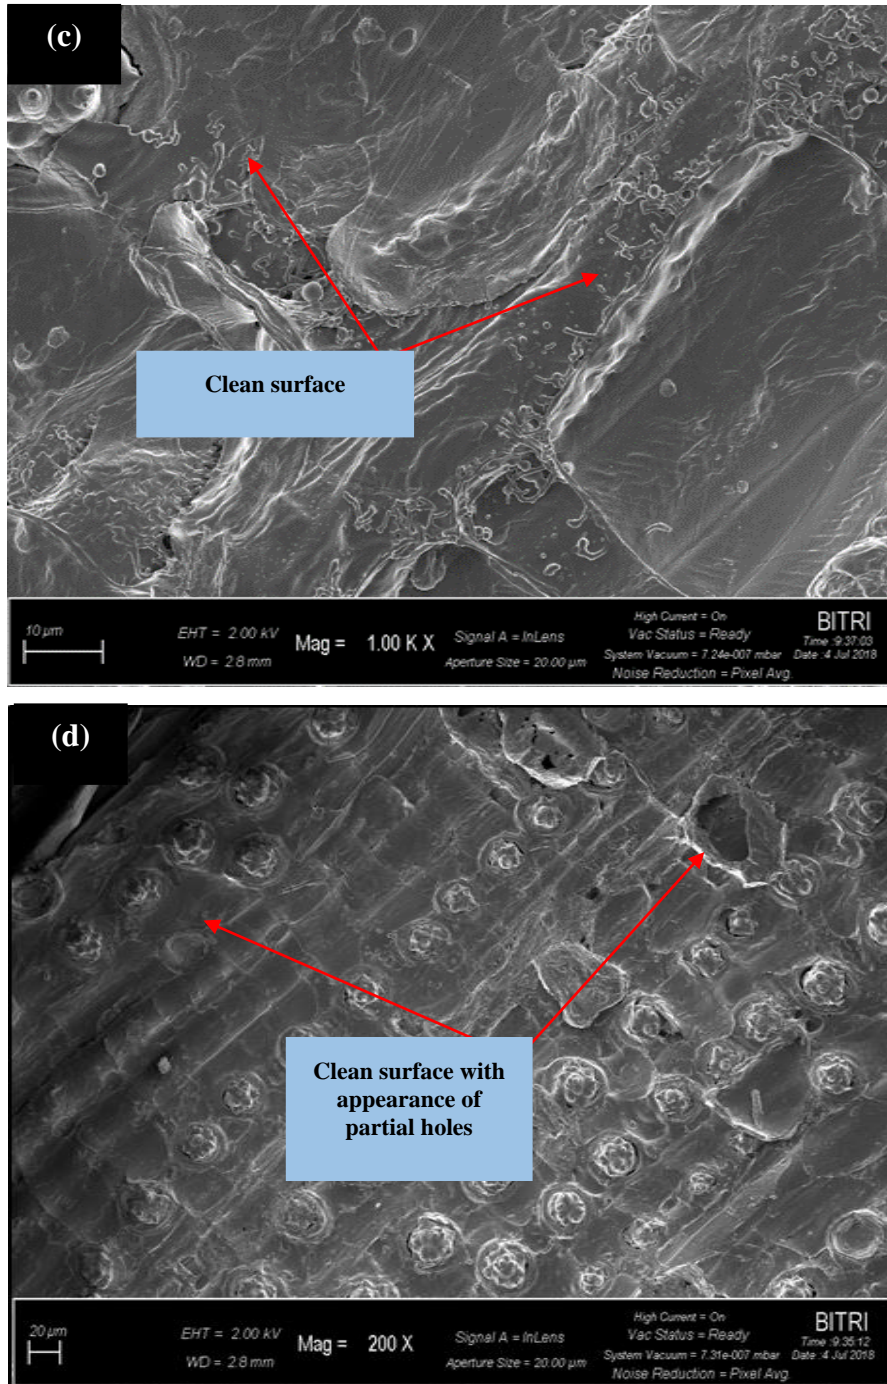 (c)
Clean surface
10 µm
EHT = 2.00 kV
WD = 2.8 mm
Mag = 1.00 K X
Signal A = InLens
Aperture Size = 20.00 µm
High Current = On
Vac Status = Ready
System Vacuum = 7.24e-007 mbar
Noise Reduction = Pixel Avg.
BITRI
Time :9:37:03
Date :4 Jul 2018
(d)
Clean surface with
appearance of
partial holes
20 µm
EHT = 2.00 kV
WD = 2.8 mm
Mag = 200 X
Signal A = InLens
Aperture Size = 20.00 µm
High Current = On
Vac Status = Ready
System Vacuum = 7.31e-007 mbar
Noise Reduction = Pixel Avg.
BITRI
Time :9:35:12
Date :4 Jul 2018